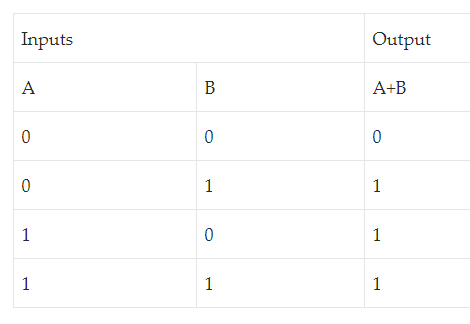 Inputs Output
A B A+B
0 0 0
0 1 1
1 0 1
1 1 1